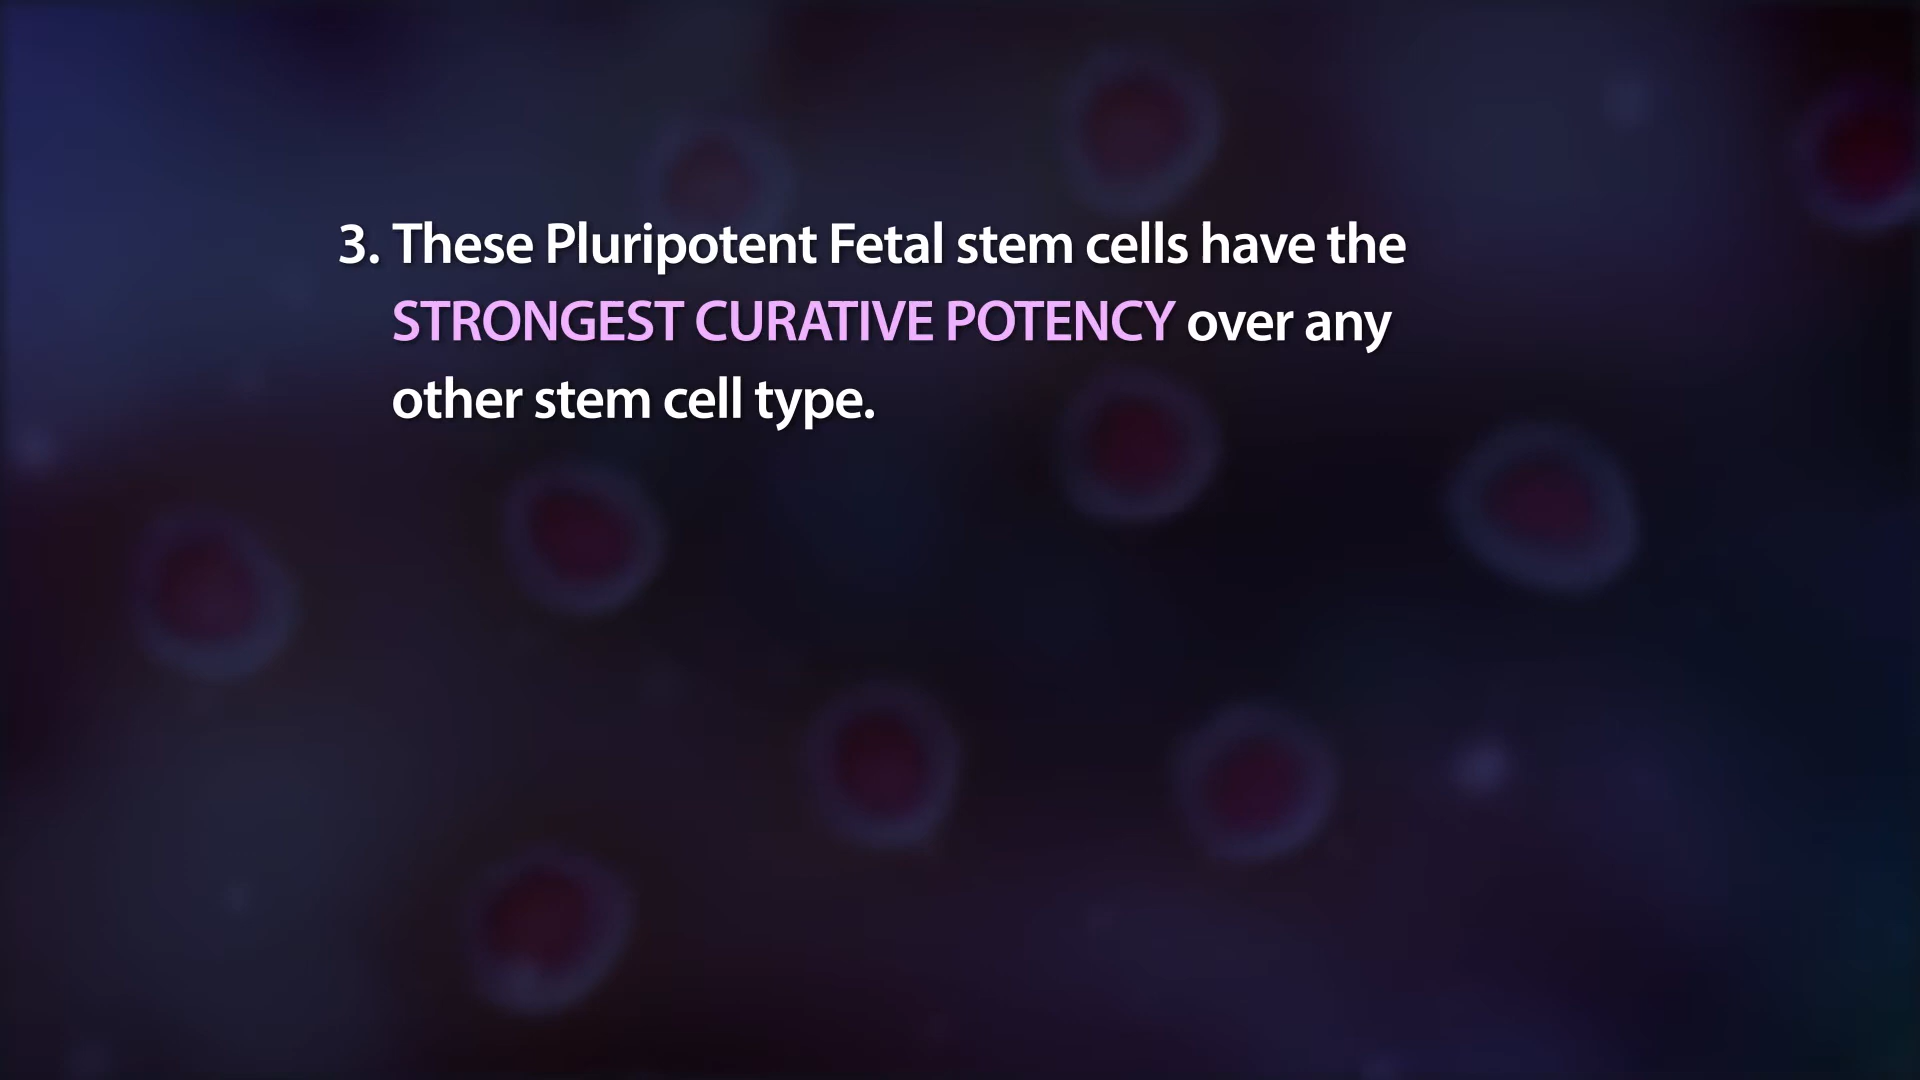 3. These Pluripotent Fetal stem cells have the
STRONGEST CURATIVE POTENCY over any
other stem cell type.